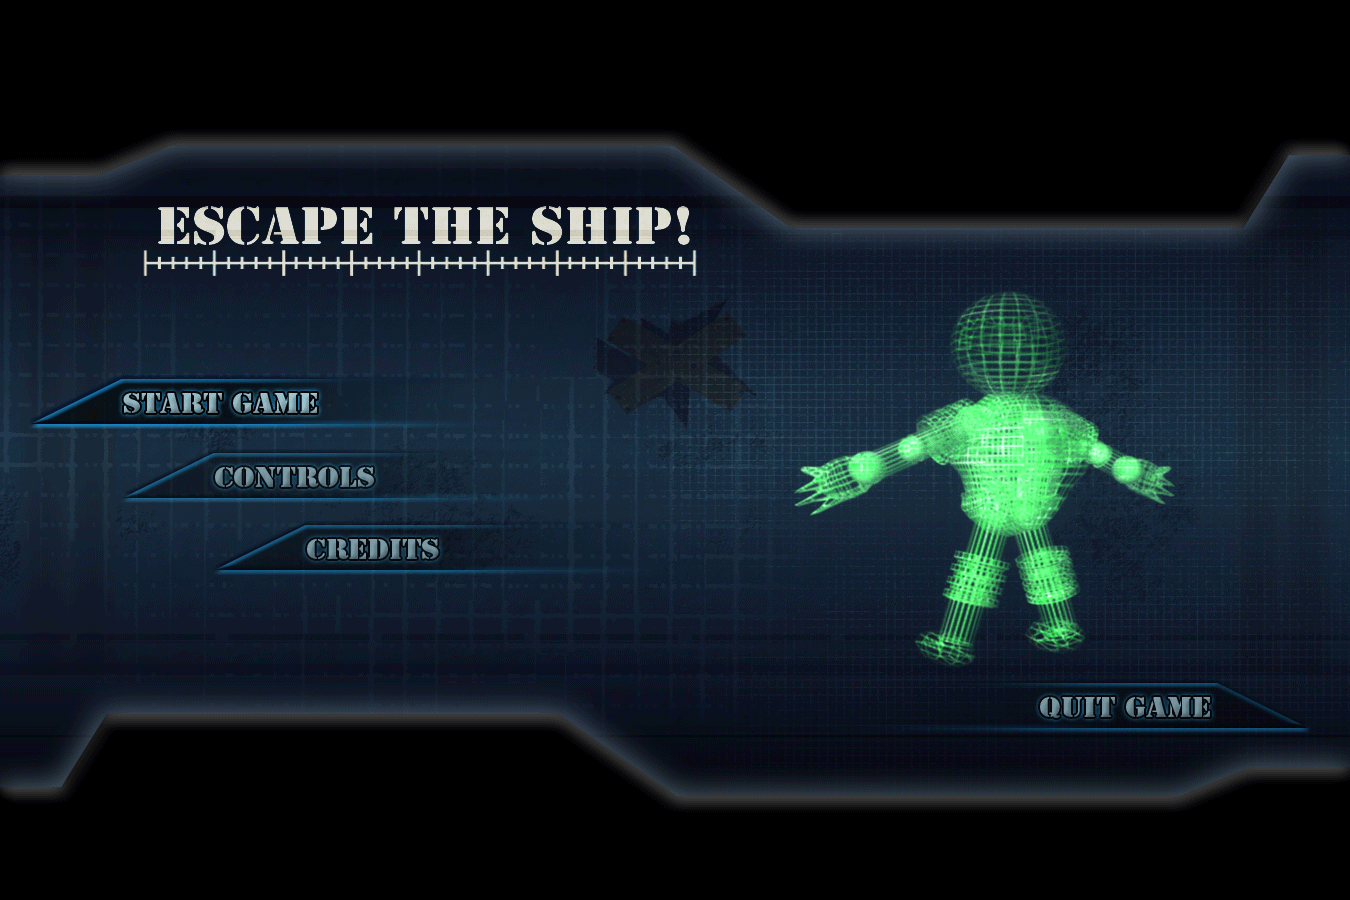 ESCAPE THE SHIP!
START GAME
CONTROLS
CREDITS
QUIT GAME